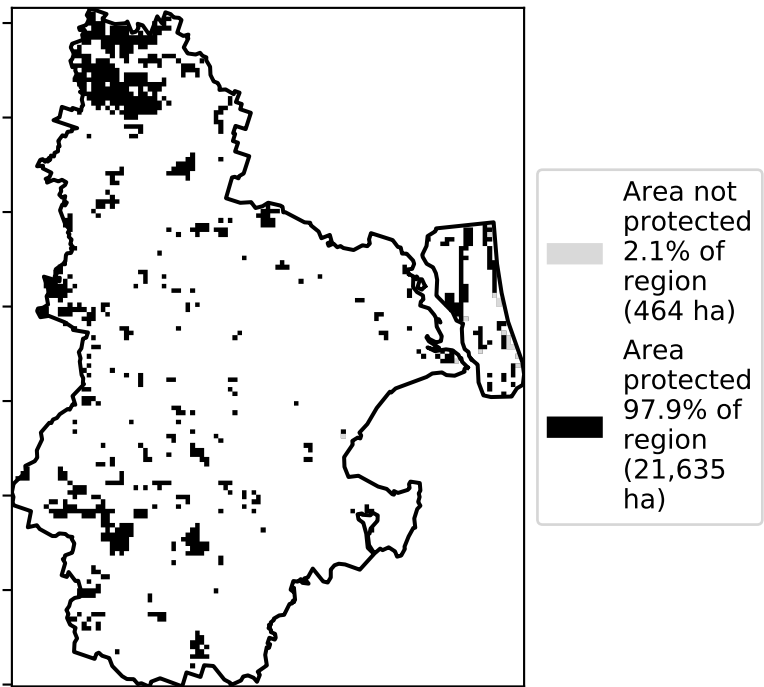 Area not
protected
2.1% of
region
(464 ha)
Area
protected
97.9% of
region
(21,635
ha)